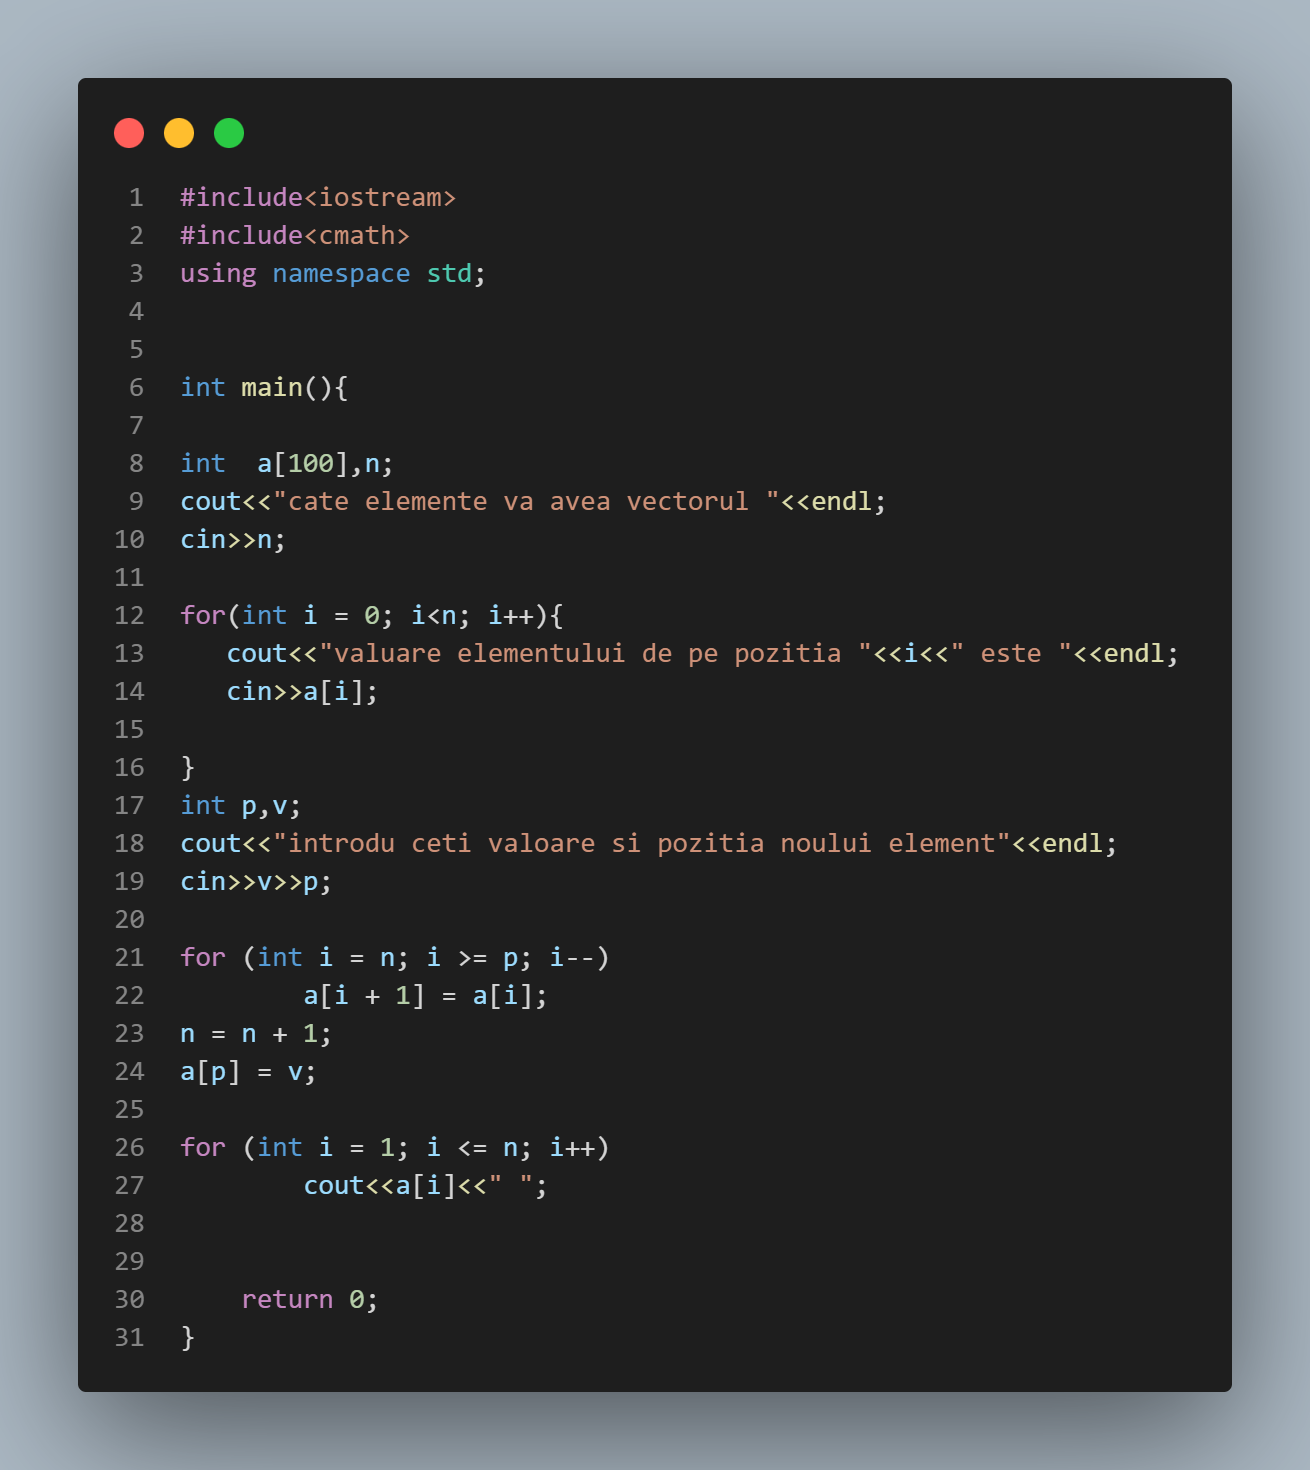 1 #include<iostream>
2 #include<cmath>
3 using namespace std;
4
5
6 int main(){
7
8 int  a[100],n;
9 cout<<"cate elemente va avea vectorul "<<endl;
10 cin>>n;
11
12 for(int i = 0; i<n; i++){
13    cout<<"valuare elementului de pe pozitia "<<i<<" este "<<endl;
14    cin>>a[i];
15
16 }
17 int p,v;
18 cout<<"introdu ceti valoare si pozitia noului element"<<endl;
19 cin>>v>>p;
20
21 for (int i = n; i >= p; i--)
22         a[i + 1] = a[i];
23 n = n + 1;
24 a[p] = v;
25
26 for (int i = 1; i <= n; i++)
27         cout<<a[i]<<" ";
28
29
30     return 0;
31 }